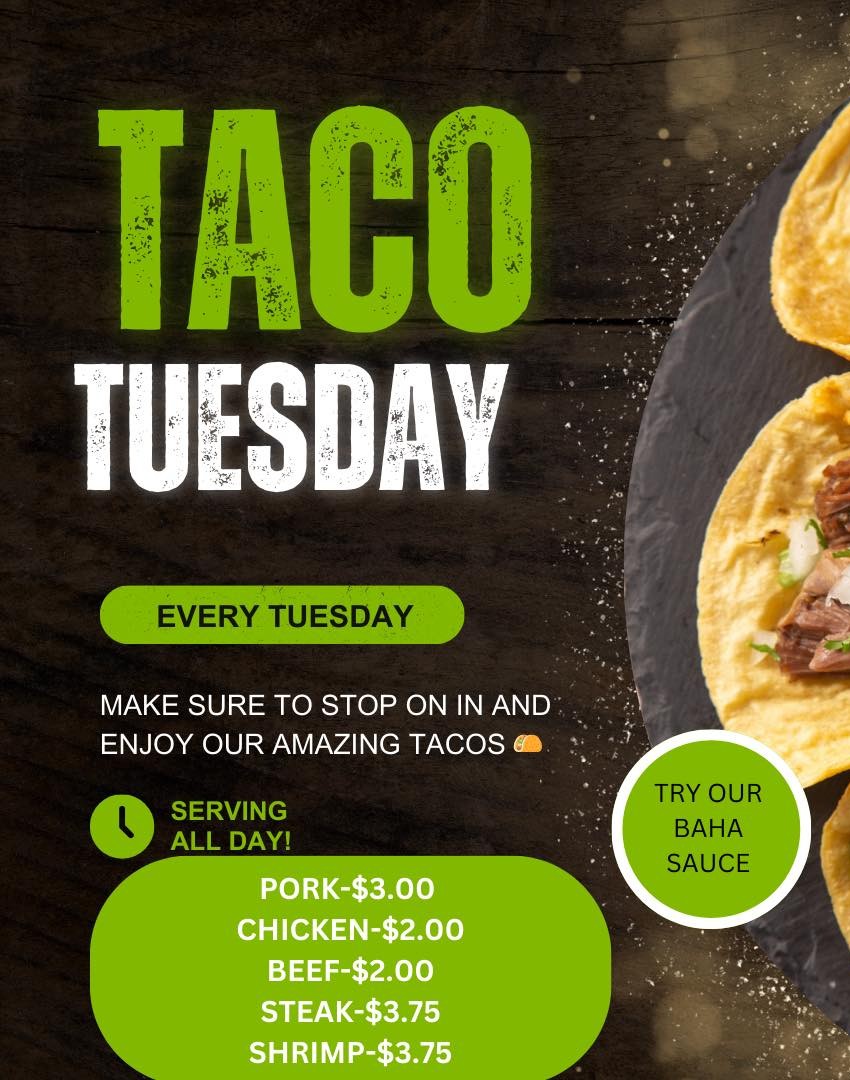 TACO
TUESDAY
EVERY TUESDAY
MAKE SURE TO STOP ON IN AND
ENJOY OUR AMAZING TACOS 🌮
SERVING
ALL DAY!
TRY OUR
BAHA
SAUCE
PORK-$3.00
CHICKEN-$2.00
BEEF-$2.00
STEAK-$3.75
SHRIMP-$3.75